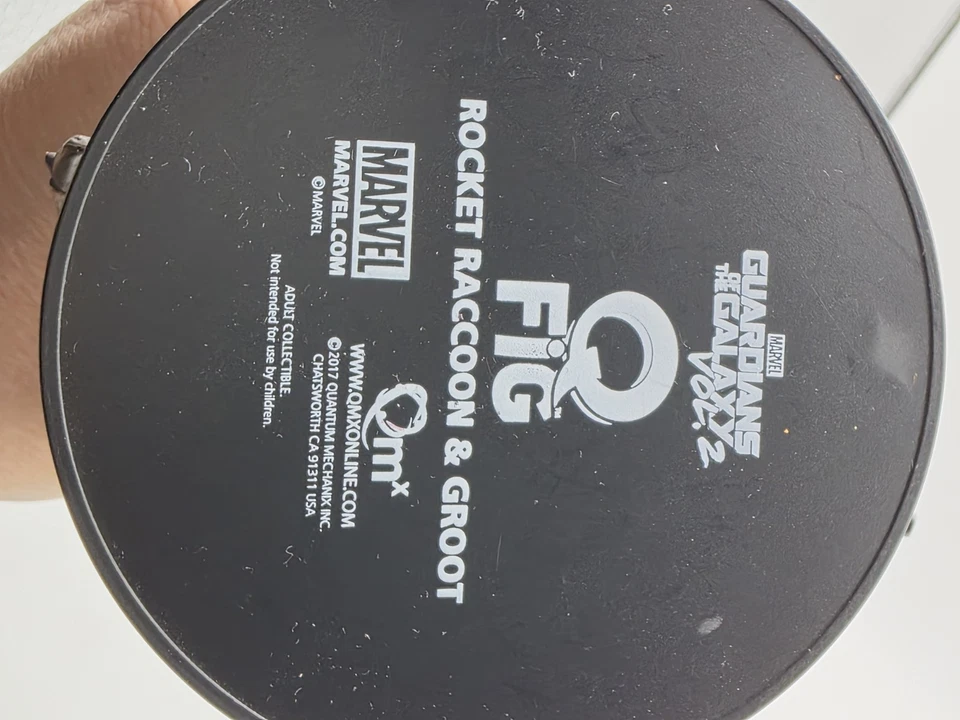 MARVEL
GUARDIANS
OF THE GALAXY
VOL. 2
Q
FiG™
ROCKET RACCOON & GROOT
MARVEL
MARVEL.COM
© MARVEL
Qmx
WWW.QMXONLINE.COM
©2017 QUANTUM MECHANIX INC.
CHATSWORTH CA 91311 USA
ADULT COLLECTIBLE.
Not intended for use by children.